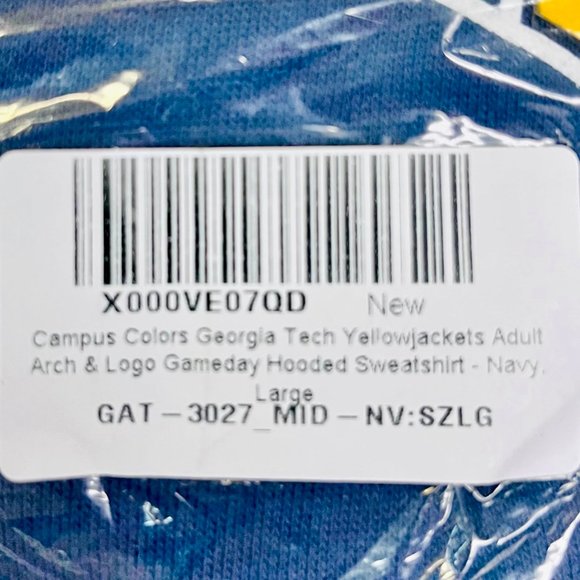 X000VE07QD New
Campus Colors Georgia Tech Yellowjackets Adult
Arch & Logo Gameday Hooded Sweatshirt - Navy,
Large
GAT-3027_MID-NV:SZLG